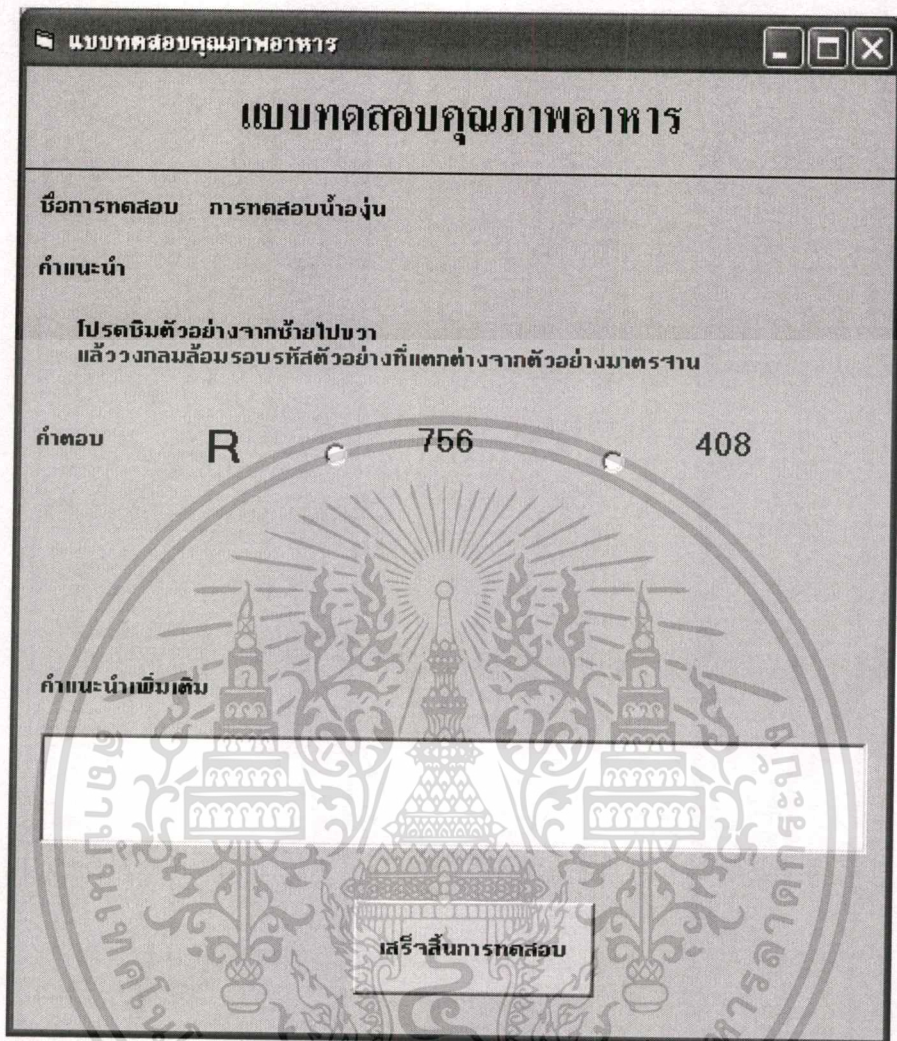 แบบทดสอบคุณภาพอาหาร
แบบทดสอบคุณภาพอาหาร
ชื่อการทดสอบ การทดสอบน้ำองุ่น
คำแนะนำ
โปรดชิมตัวอย่างจากซ้ายไปขวา
แล้ววงกลมล้อมรอบรหัสตัวอย่างที่แตกต่างจากตัวอย่างมาตรฐาน
คำตอบ R 756 408
คำแนะนำเพิ่มเติม
เสร็จสิ้นการทดสอบ